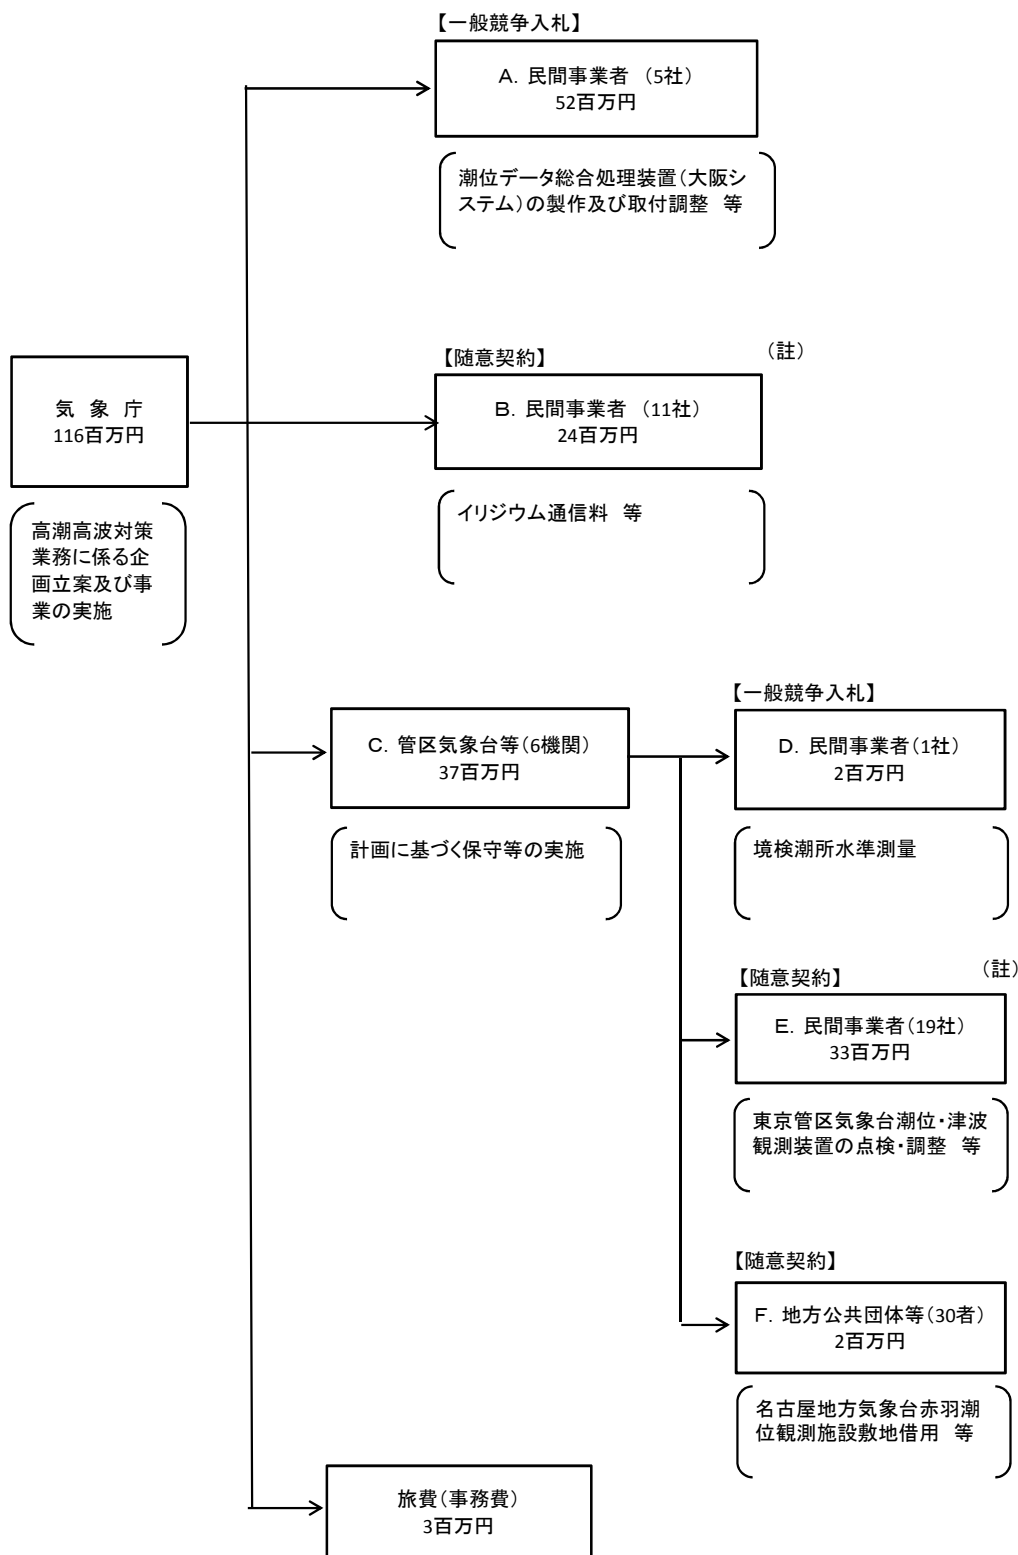 【一般競争入札】
A. 民間事業者 （5社）
52百万円
潮位データ総合処理装置（大阪シ
ステム）の製作及び取付調整 等
【随意契約】
（註）
B. 民間事業者 （11社）
24百万円
イリジウム通信料 等
気 象 庁
116百万円
高潮高波対策
業務に係る企
画立案及び事
業の実施
C. 管区気象台等（6機関）
37百万円
計画に基づく保守等の実施
【一般競争入札】
D. 民間事業者（1社）
2百万円
境検潮所水準測量
【随意契約】
（註）
E. 民間事業者（19社）
33百万円
東京管区気象台潮位・津波
観測装置の点検・調整 等
【随意契約】
F. 地方公共団体等（30者）
2百万円
名古屋地方気象台赤羽潮
位観測施設敷地借用 等
旅費（事務費）
3百万円